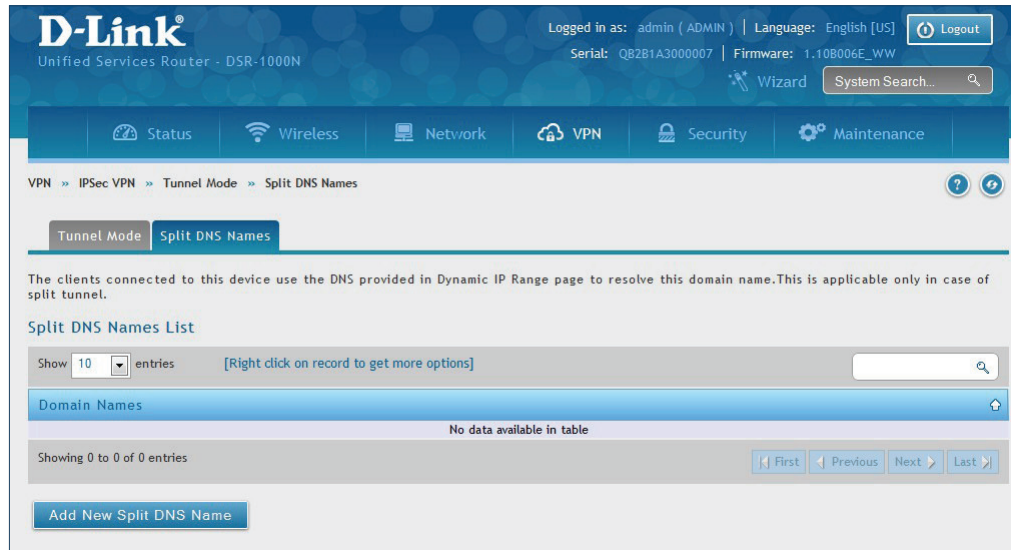 D-Link®
Unified Services Router - DSR-1000N
Logged in as: admin ( ADMIN ) | Language: English [US]
Logout
Serial: QB2B1A3000007 | Firmware: 1.10B006E_WW
Wizard
System Search...
Status
Wireless
Network
VPN
Security
Maintenance
VPN » IPSec VPN » Tunnel Mode » Split DNS Names
?
Tunnel Mode
Split DNS Names
The clients connected to this device use the DNS provided in Dynamic IP Range page to resolve this domain name.This is applicable only in case of
split tunnel.
Split DNS Names List
Show 10 entries
[Right click on record to get more options]
Domain Names
No data available in table
Showing 0 to 0 of 0 entries
First
Previous
Next
Last
Add New Split DNS Name